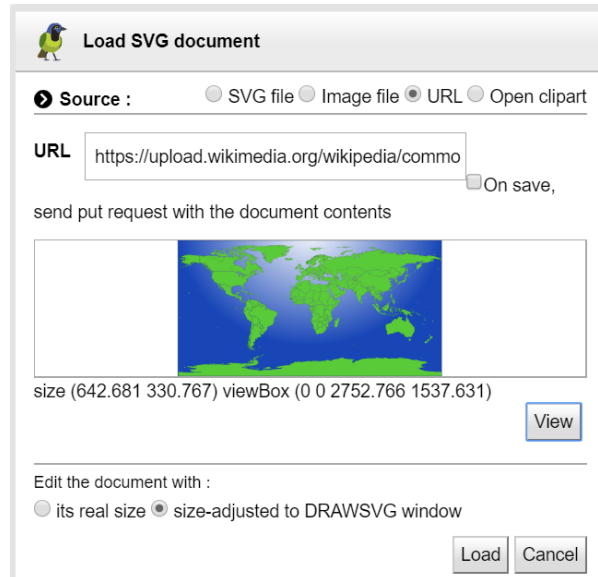 Load SVG document
Source : SVG file Image file URL Open clipart
URL https://upload.wikimedia.org/wikipedia/commo
On save,
send put request with the document contents
size (642.681 330.767) viewBox (0 0 2752.766 1537.631)
View
Edit the document with :
its real size size-adjusted to DRAWSVG window
Load Cancel